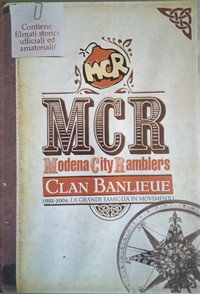 Contiene
filmati storici
ufficiali ed
amatoriali!
MCR
MCR
Modena City Ramblers
CLAN BANLIEUE
1992-2004 LA GRANDE FAMIGLIA IN MOVIMENTO